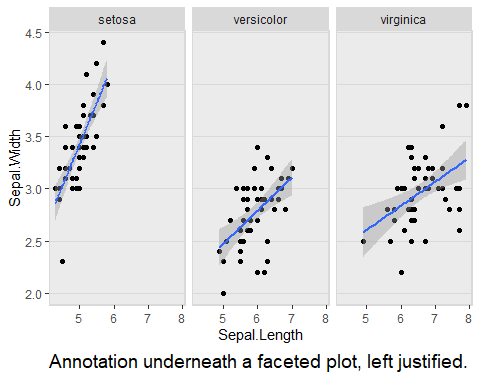 setosa versicolor virginica
4.5
4.0
3.5
3.0
2.5
2.0
Sepal.Width
5 6 7 8 5 6 7 8 5 6 7 8
Sepal.Length
Annotation underneath a faceted plot, left justified.